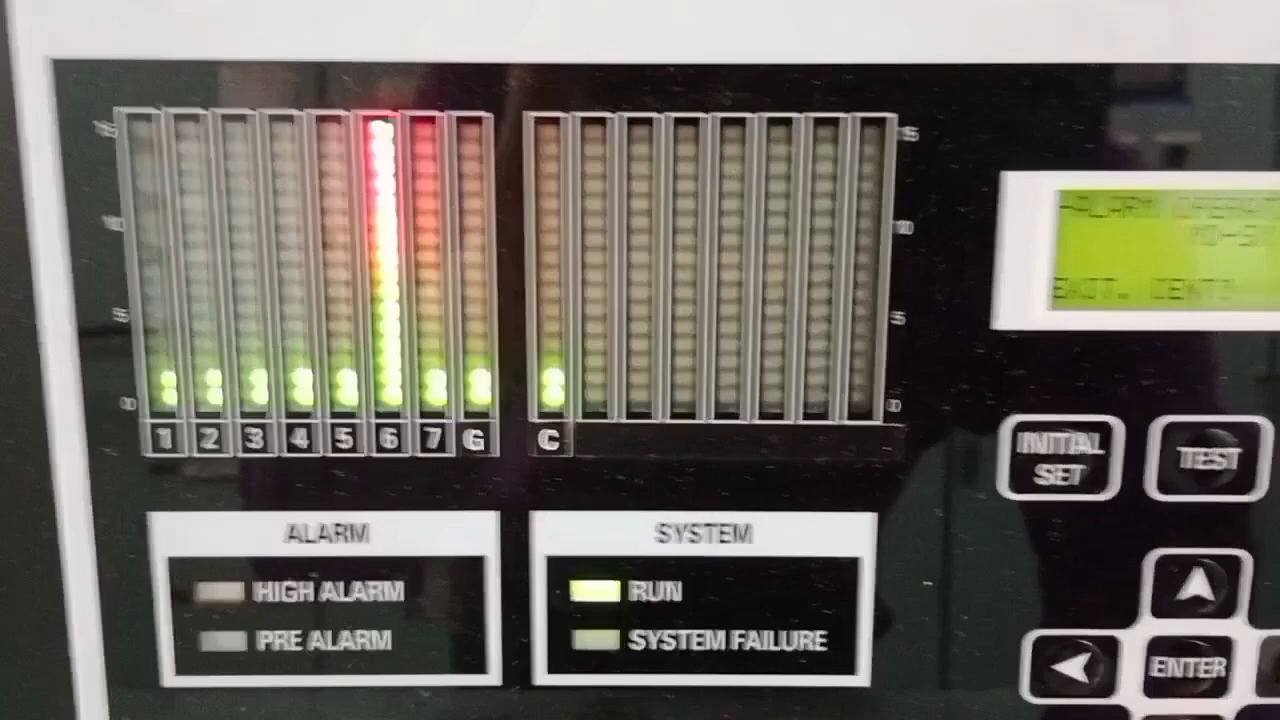 1 2 3 4 5 6 7 G
C
ALARM
HIGH ALARM
PRE ALARM
SYSTEM
RUN
SYSTEM FAILURE
INITIAL
SET
TEST
ENTER